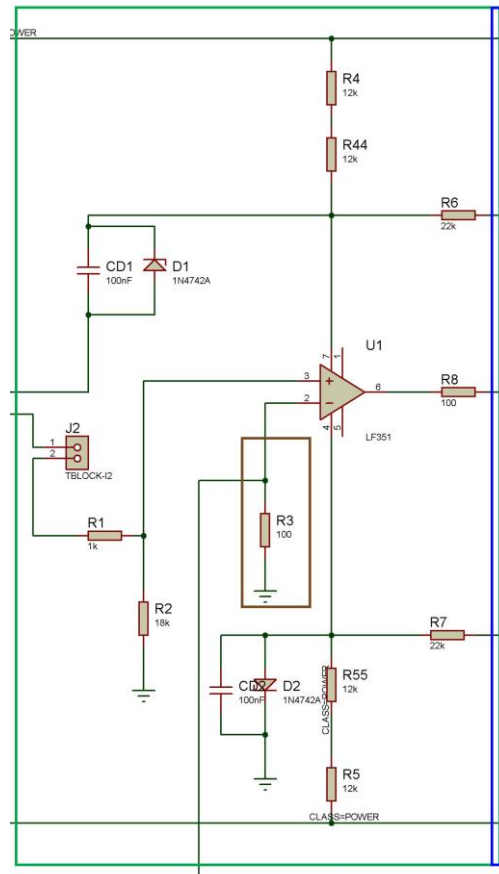 OWER
R4
12k
R44
12k
R6
22k
CD1
100nF
D1
1N4742A
U1
7
1
3
+
6
2
−
4
5
R8
100
LF351
J2
1
2
TBLOCK-I2
R3
100
R1
1k
R2
18k
R7
22k
CD2
100nF
D2
1N4742A
R55
12k
CLASS=POWER
R5
12k
CLASS=POWER